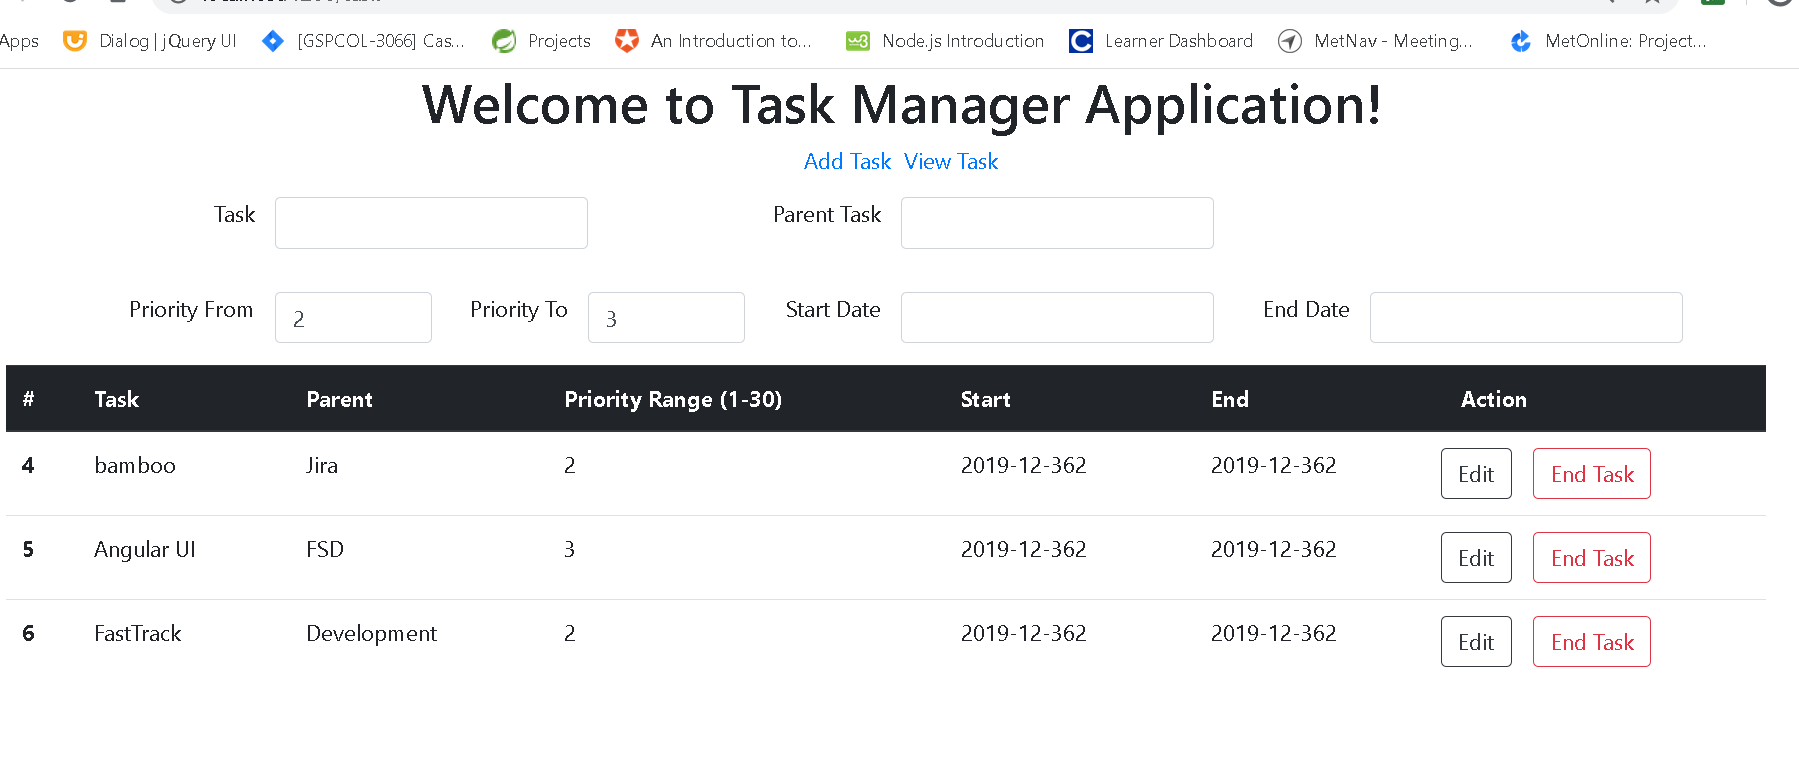 Apps Dialog | jQuery UI [GSPCOL-3066] Cas... Projects An Introduction to... Node.js Introduction Learner Dashboard MetNav - Meeting... MetOnline: Project...
Welcome to Task Manager Application!
Add Task View Task
Task Parent Task
Priority From 2 Priority To 3 Start Date End Date
# Task Parent Priority Range (1-30) Start End Action
4 bamboo Jira 2 2019-12-362 2019-12-362 Edit End Task
5 Angular UI FSD 3 2019-12-362 2019-12-362 Edit End Task
6 FastTrack Development 2 2019-12-362 2019-12-362 Edit End Task